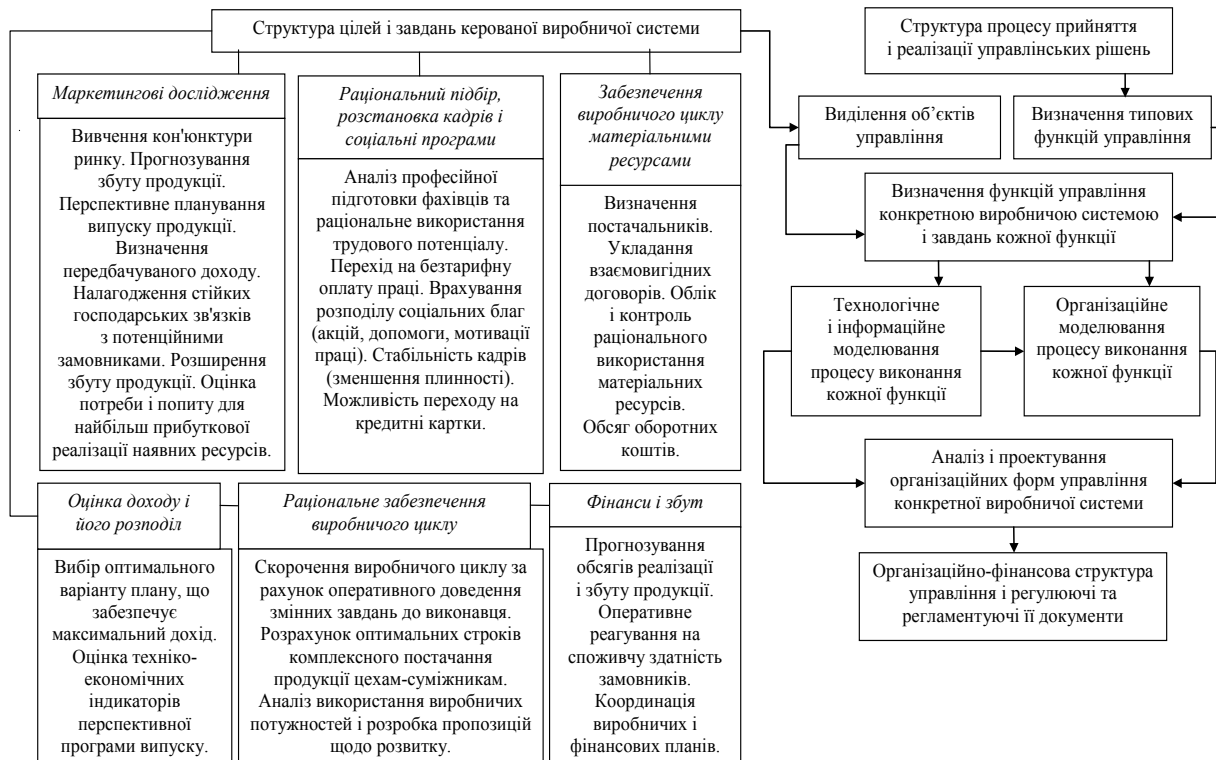 Структура цілей і завдань керованої виробничої системи
Маркетингові дослідження
Вивчення кон'юнктури
ринку. Прогнозування
збуту продукції.
Перспективне планування
випуску продукції.
Визначення
передбачуваного доходу.
Налагодження стійких
господарських зв'язків
з потенційними
замовниками. Розширення
збуту продукції. Оцінка
потреби і попиту для
найбільш прибуткової
реалізації наявних ресурсів.
Раціональний підбір,
розстановка кадрів і
соціальні програми
Аналіз професійної
підготовки фахівців та
раціональне використання
трудового потенціалу.
Перехід на безтарифну
оплату праці. Врахування
розподілу соціальних благ
(акцій, допомоги, мотивації
праці). Стабільність кадрів
(зменшення плинності).
Можливість переходу на
кредитні картки.
Забезпечення
виробничого циклу
матеріальними
ресурсами
Визначення
постачальників.
Укладання
взаємовигідних
договорів. Облік
і контроль
раціонального
використання
матеріальних
ресурсів.
Обсяг оборотних
коштів.
Оцінка доходу і
його розподіл
Вибір оптимального
варіанту плану, що
забезпечує
максимальний дохід.
Оцінка техніко-
економічних
індикаторів
перспективної
програми випуску.
Раціональне забезпечення
виробничого циклу
Скорочення виробничого циклу за
рахунок оперативного доведення
змінних завдань до виконавця.
Розрахунок оптимальних строків
комплексного постачання
продукції цехам-суміжникам.
Аналіз використання виробничих
потужностей і розробка пропозицій
щодо розвитку.
Фінанси і збут
Прогнозування
обсягів реалізації
і збуту продукції.
Оперативне
реагування на
споживчу здатність
замовників.
Координація
виробничих і
фінансових планів.
Структура процесу прийняття
і реалізації управлінських рішень
Виділення об’єктів
управління
Визначення типових
функцій управління
Визначення функцій управління
конкретною виробничою системою
і завдань кожної функції
Технологічне
і інформаційне
моделювання
процесу виконання
кожної функції
Організаційне
моделювання
процесу виконання
кожної функції
Аналіз і проектування
організаційних форм управління
конкретної виробничої системи
Організаційно-фінансова структура
управління і регулюючі та
регламентуючі її документи